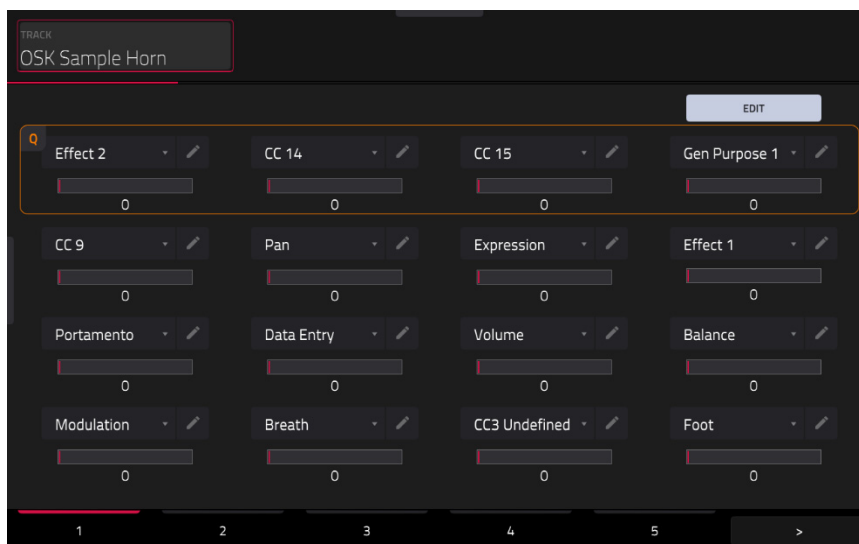 TRACK
OSK Sample Horn
EDIT
Q
Effect 2 CC 14 CC 15 Gen Purpose 1
0 0 0 0
CC 9 Pan Expression Effect 1
0 0 0 0
Portamento Data Entry Volume Balance
0 0 0 0
Modulation Breath CC3 Undefined Foot
0 0 0 0
1 2 3 4 5 >